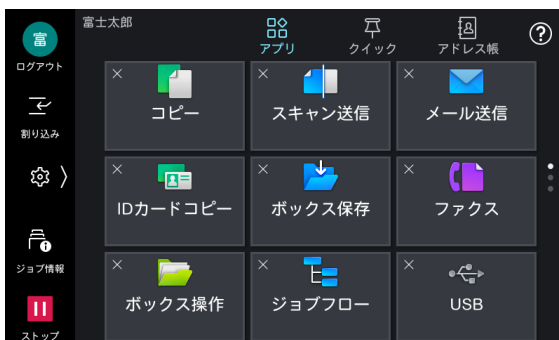 富士太郎
富
ログアウト
割り込み
ジョブ情報
ストップ
アプリ
クイック
アドレス帳
?
コピー
スキャン送信
メール送信
IDカードコピー
ボックス保存
ファクス
ボックス操作
ジョブフロー
USB